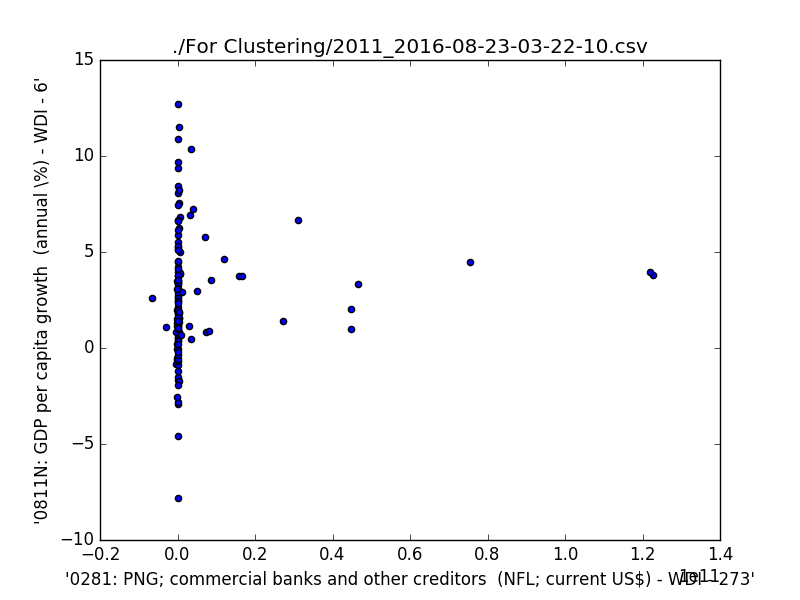 ./For Clustering/2011_2016-08-23-03-22-10.csv
'0811N: GDP per capita growth  (annual \%) - WDI - 6'
15
10
5
0
−5
−10
−0.2 0.0 0.2 0.4 0.6 0.8 1.0 1.2 1.4
1e11
'0281: PNG; commercial banks and other creditors  (NFL; current US$) - WDI - 273'